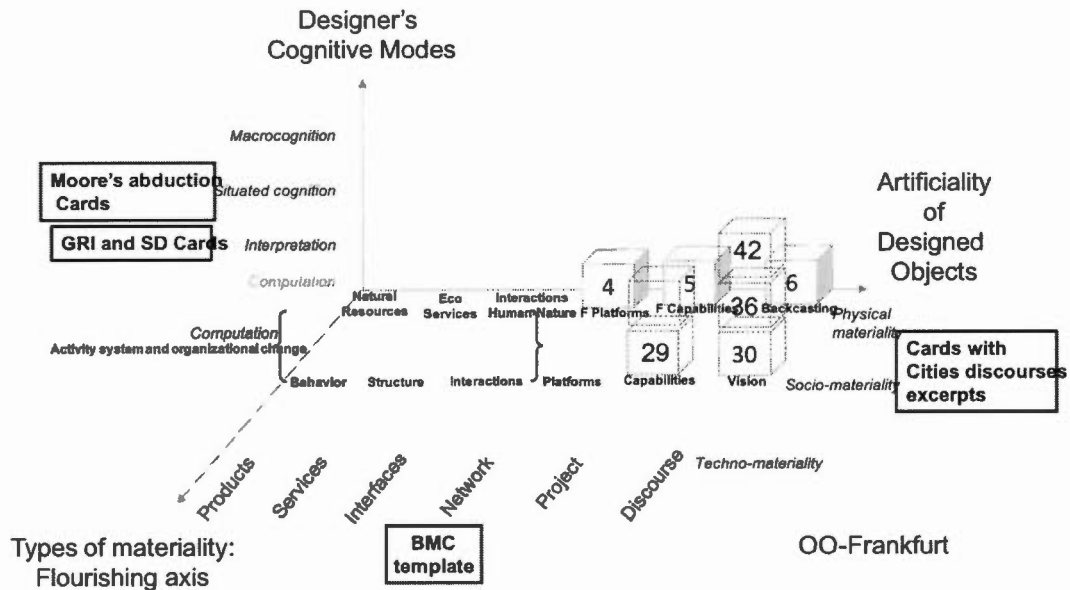 Designer's
Cognitive Modes
Macrocognition
Moore's abduction
Cards
Situated cognition
GRI and SD Cards
Interpretation
Computation
Artificiality
of
Designed
Objects
42
4
5
6
36
Natural
Resources
Eco
Services
Interactions
Human Nature
F Platforms
F Capabilities
Backcasting
Physical
materiality
Computation
Activity system and organizational change
29
30
Cards with
Cities discourses
excerpts
Behavior
Structure
Interactions
Platforms
Capabilities
Vision
Socio-materiality
Products
Services
Interfaces
Network
Project
Discourse
Techno-materiality
Types of materiality:
Flourishing axis
BMC
template
OO-Frankfurt